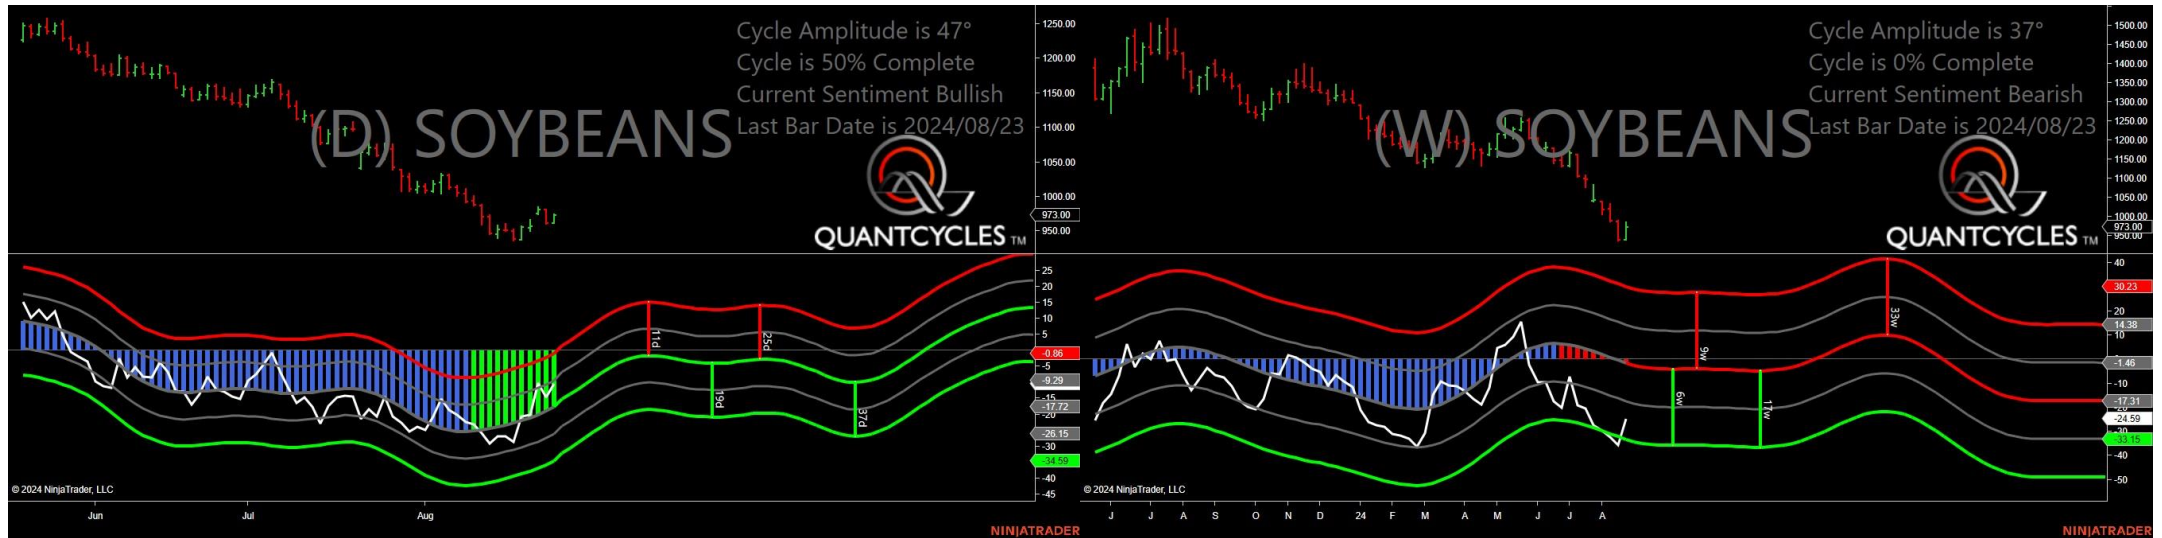 Cycle Amplitude is 47°
Cycle is 50% Complete
Current Sentiment Bullish
Last Bar Date is 2024/08/23
(D) SOYBEANS
QUANTCYCLES TM
1250.00
1200.00
1150.00
1100.00
1050.00
1000.00
973.00
950.00
25
20
15
10
5
-0.86
-5
-9.29
-15
-17.72
-20
-26.15
-30
-34.59
-40
-45
11d
25d
19d
37d
© 2024 NinjaTrader, LLC
Jun
Jul
Aug
NINJATRADER
Cycle Amplitude is 37°
Cycle is 0% Complete
Current Sentiment Bearish
Last Bar Date is 2024/08/23
(W) SOYBEANS
QUANTCYCLES TM
1500.00
1450.00
1400.00
1350.00
1300.00
1250.00
1200.00
1150.00
1100.00
1050.00
1000.00
973.00
950.00
40
30.23
20
14.38
10
-1.46
-10
-17.31
-24.59
-33.15
-40
-50
33w
9w
6w
17w
© 2024 NinjaTrader, LLC
J J A S O N D 24 F M A M J J A
NINJATRADER